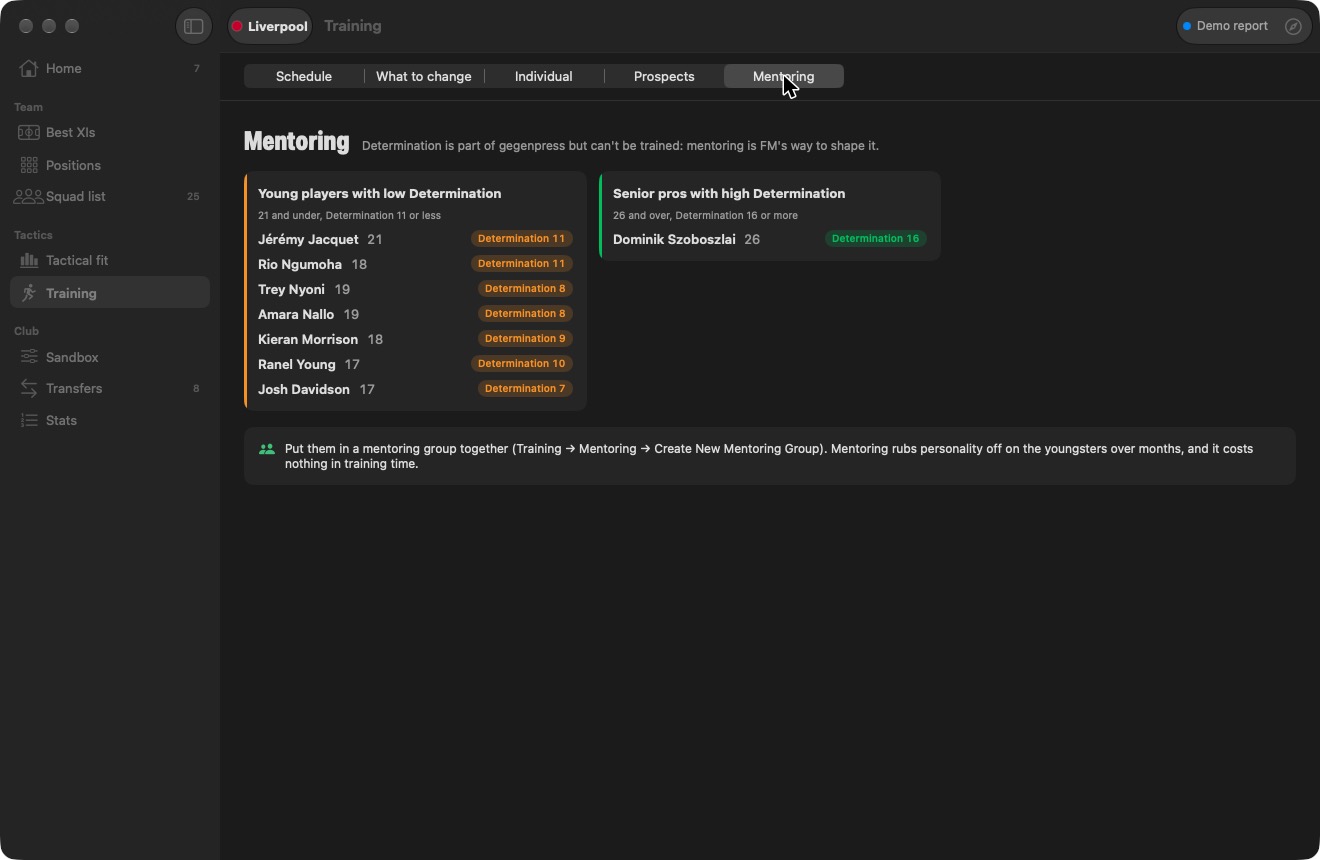 Liverpool
Training
Demo report
Home 7
Team
Best XIs
Positions
Squad list 25
Tactics
Tactical fit
Training
Club
Sandbox
Transfers 8
Stats
Schedule
What to change
Individual
Prospects
Mentoring
Mentoring
Determination is part of gegenpress but can't be trained: mentoring is FM's way to shape it.
Young players with low Determination
21 and under, Determination 11 or less
Jérémy Jacquet 21 Determination 11
Rio Ngumoha 18 Determination 11
Trey Nyoni 19 Determination 8
Amara Nallo 19 Determination 8
Kieran Morrison 18 Determination 9
Ranel Young 17 Determination 10
Josh Davidson 17 Determination 7
Senior pros with high Determination
26 and over, Determination 16 or more
Dominik Szoboszlai 26 Determination 16
Put them in a mentoring group together (Training → Mentoring → Create New Mentoring Group). Mentoring rubs personality off on the youngsters over months, and it costs
nothing in training time.